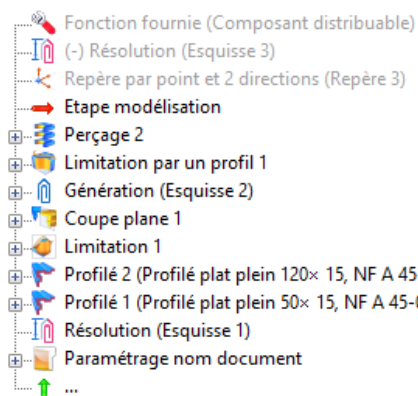 Fonction fournie (Composant distribuable)
(-) Résolution (Esquisse 3)
Repère par point et 2 directions (Repère 3)
Etape modélisation
Perçage 2
Limitation par un profil 1
Génération (Esquisse 2)
Coupe plane 1
Limitation 1
Profilé 2 (Profilé plat plein 120× 15, NF A 45-
Profilé 1 (Profilé plat plein 50× 15, NF A 45-0
Résolution (Esquisse 1)
Paramétrage nom document
...